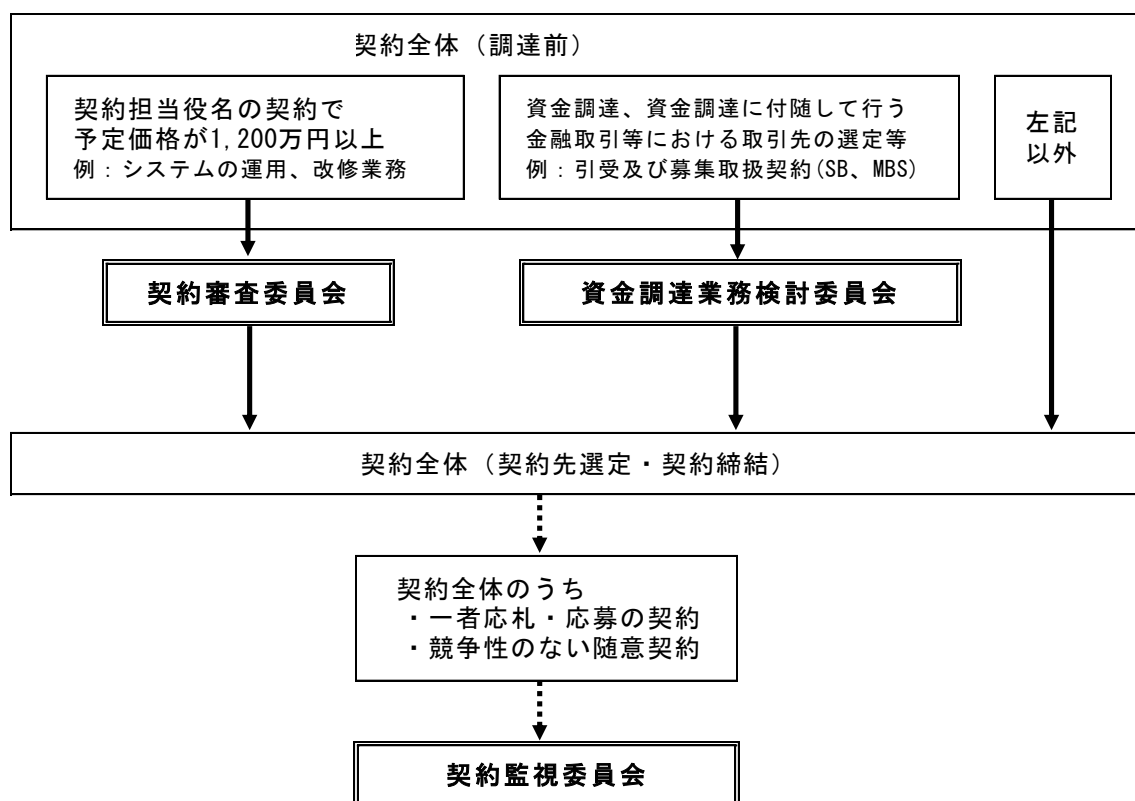 契約全体（調達前）
契約担当役名の契約で
予定価格が1,200万円以上
例：システムの運用、改修業務
資金調達、資金調達に付随して行う
金融取引等における取引先の選定等
例：引受及び募集取扱契約(SB、MBS)
左記
以外
契約審査委員会
資金調達業務検討委員会
契約全体（契約先選定・契約締結）
契約全体のうち
・一者応札・応募の契約
・競争性のない随意契約
契約監視委員会